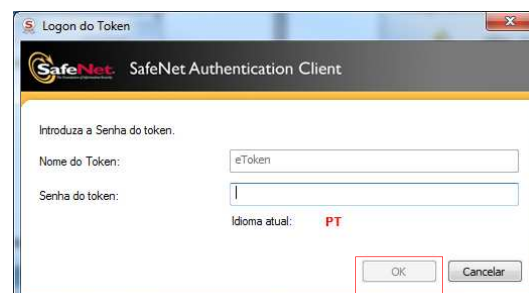 Logon do Token
SafeNet. SafeNet Authentication Client
Introduza a Senha do token.
Nome do Token: eToken
Senha do token:
Idioma atual: PT
OK Cancelar